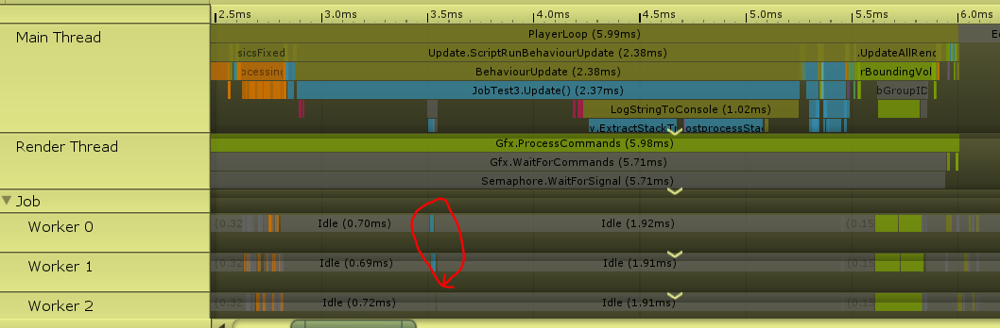 2.5ms 3.0ms 3.5ms 4.0ms 4.5ms 5.0ms 5.5ms 6.0ms
Main Thread PlayerLoop (5.99ms)
sicsFixed Update.ScriptRunBehaviourUpdate (2.38ms) .UpdateAllRend
ocessing BehaviourUpdate (2.38ms) rBoundingVol
JobTest3.Update() (2.37ms) bGroupID
LogStringToConsole (1.02ms)
v.ExtractStackT ostprocessStac
Render Thread Gfx.ProcessCommands (5.98ms)
Gfx.WaitForCommands (5.71ms)
Semaphore.WaitForSignal (5.71ms)
Job
Worker 0 (0.32 Idle (0.70ms) Idle (1.92ms) (0.15
Worker 1 (0.32 Idle (0.69ms) Idle (1.91ms) (0.15
Worker 2 (0.32 Idle (0.72ms) Idle (1.91ms) (0.15